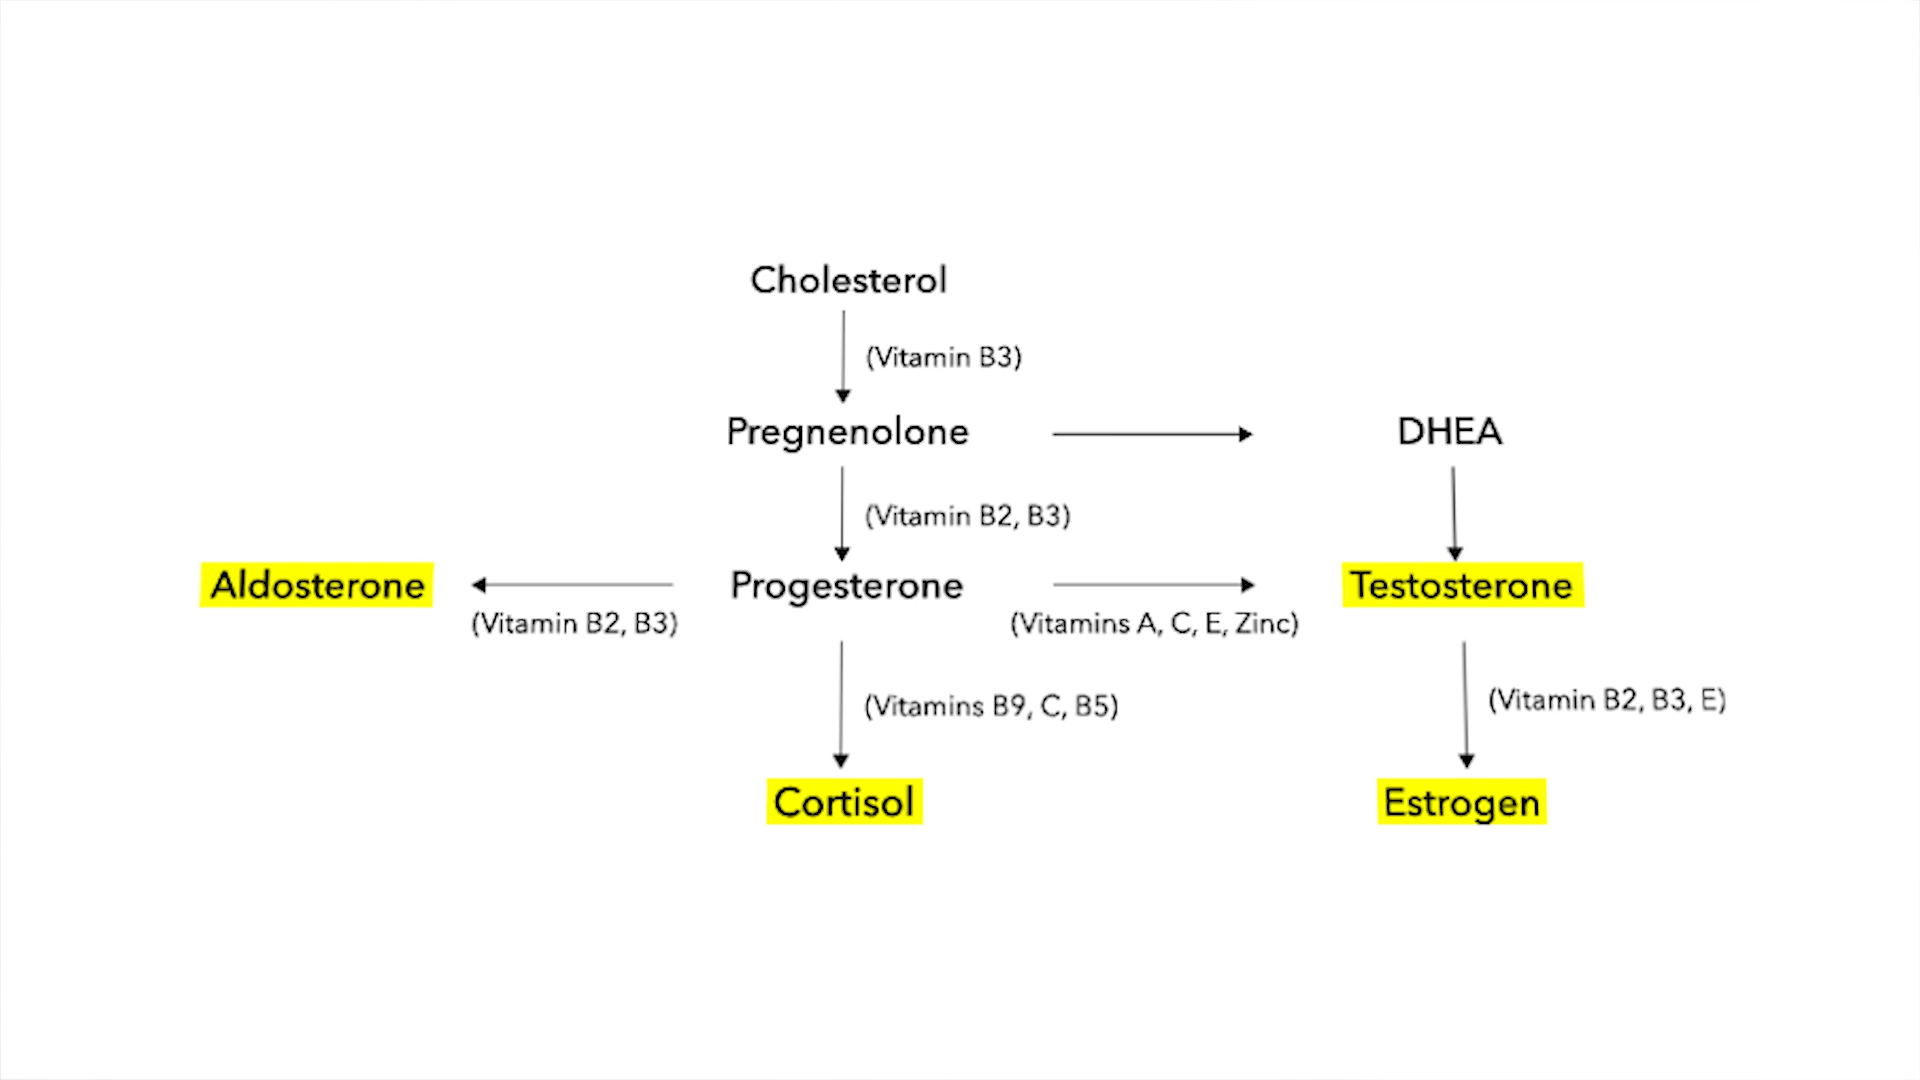 Cholesterol
(Vitamin B3)
Pregnenolone
DHEA
(Vitamin B2, B3)
Aldosterone
Progesterone
Testosterone
(Vitamin B2, B3)
(Vitamins A, C, E, Zinc)
(Vitamins B9, C, B5)
(Vitamin B2, B3, E)
Cortisol
Estrogen